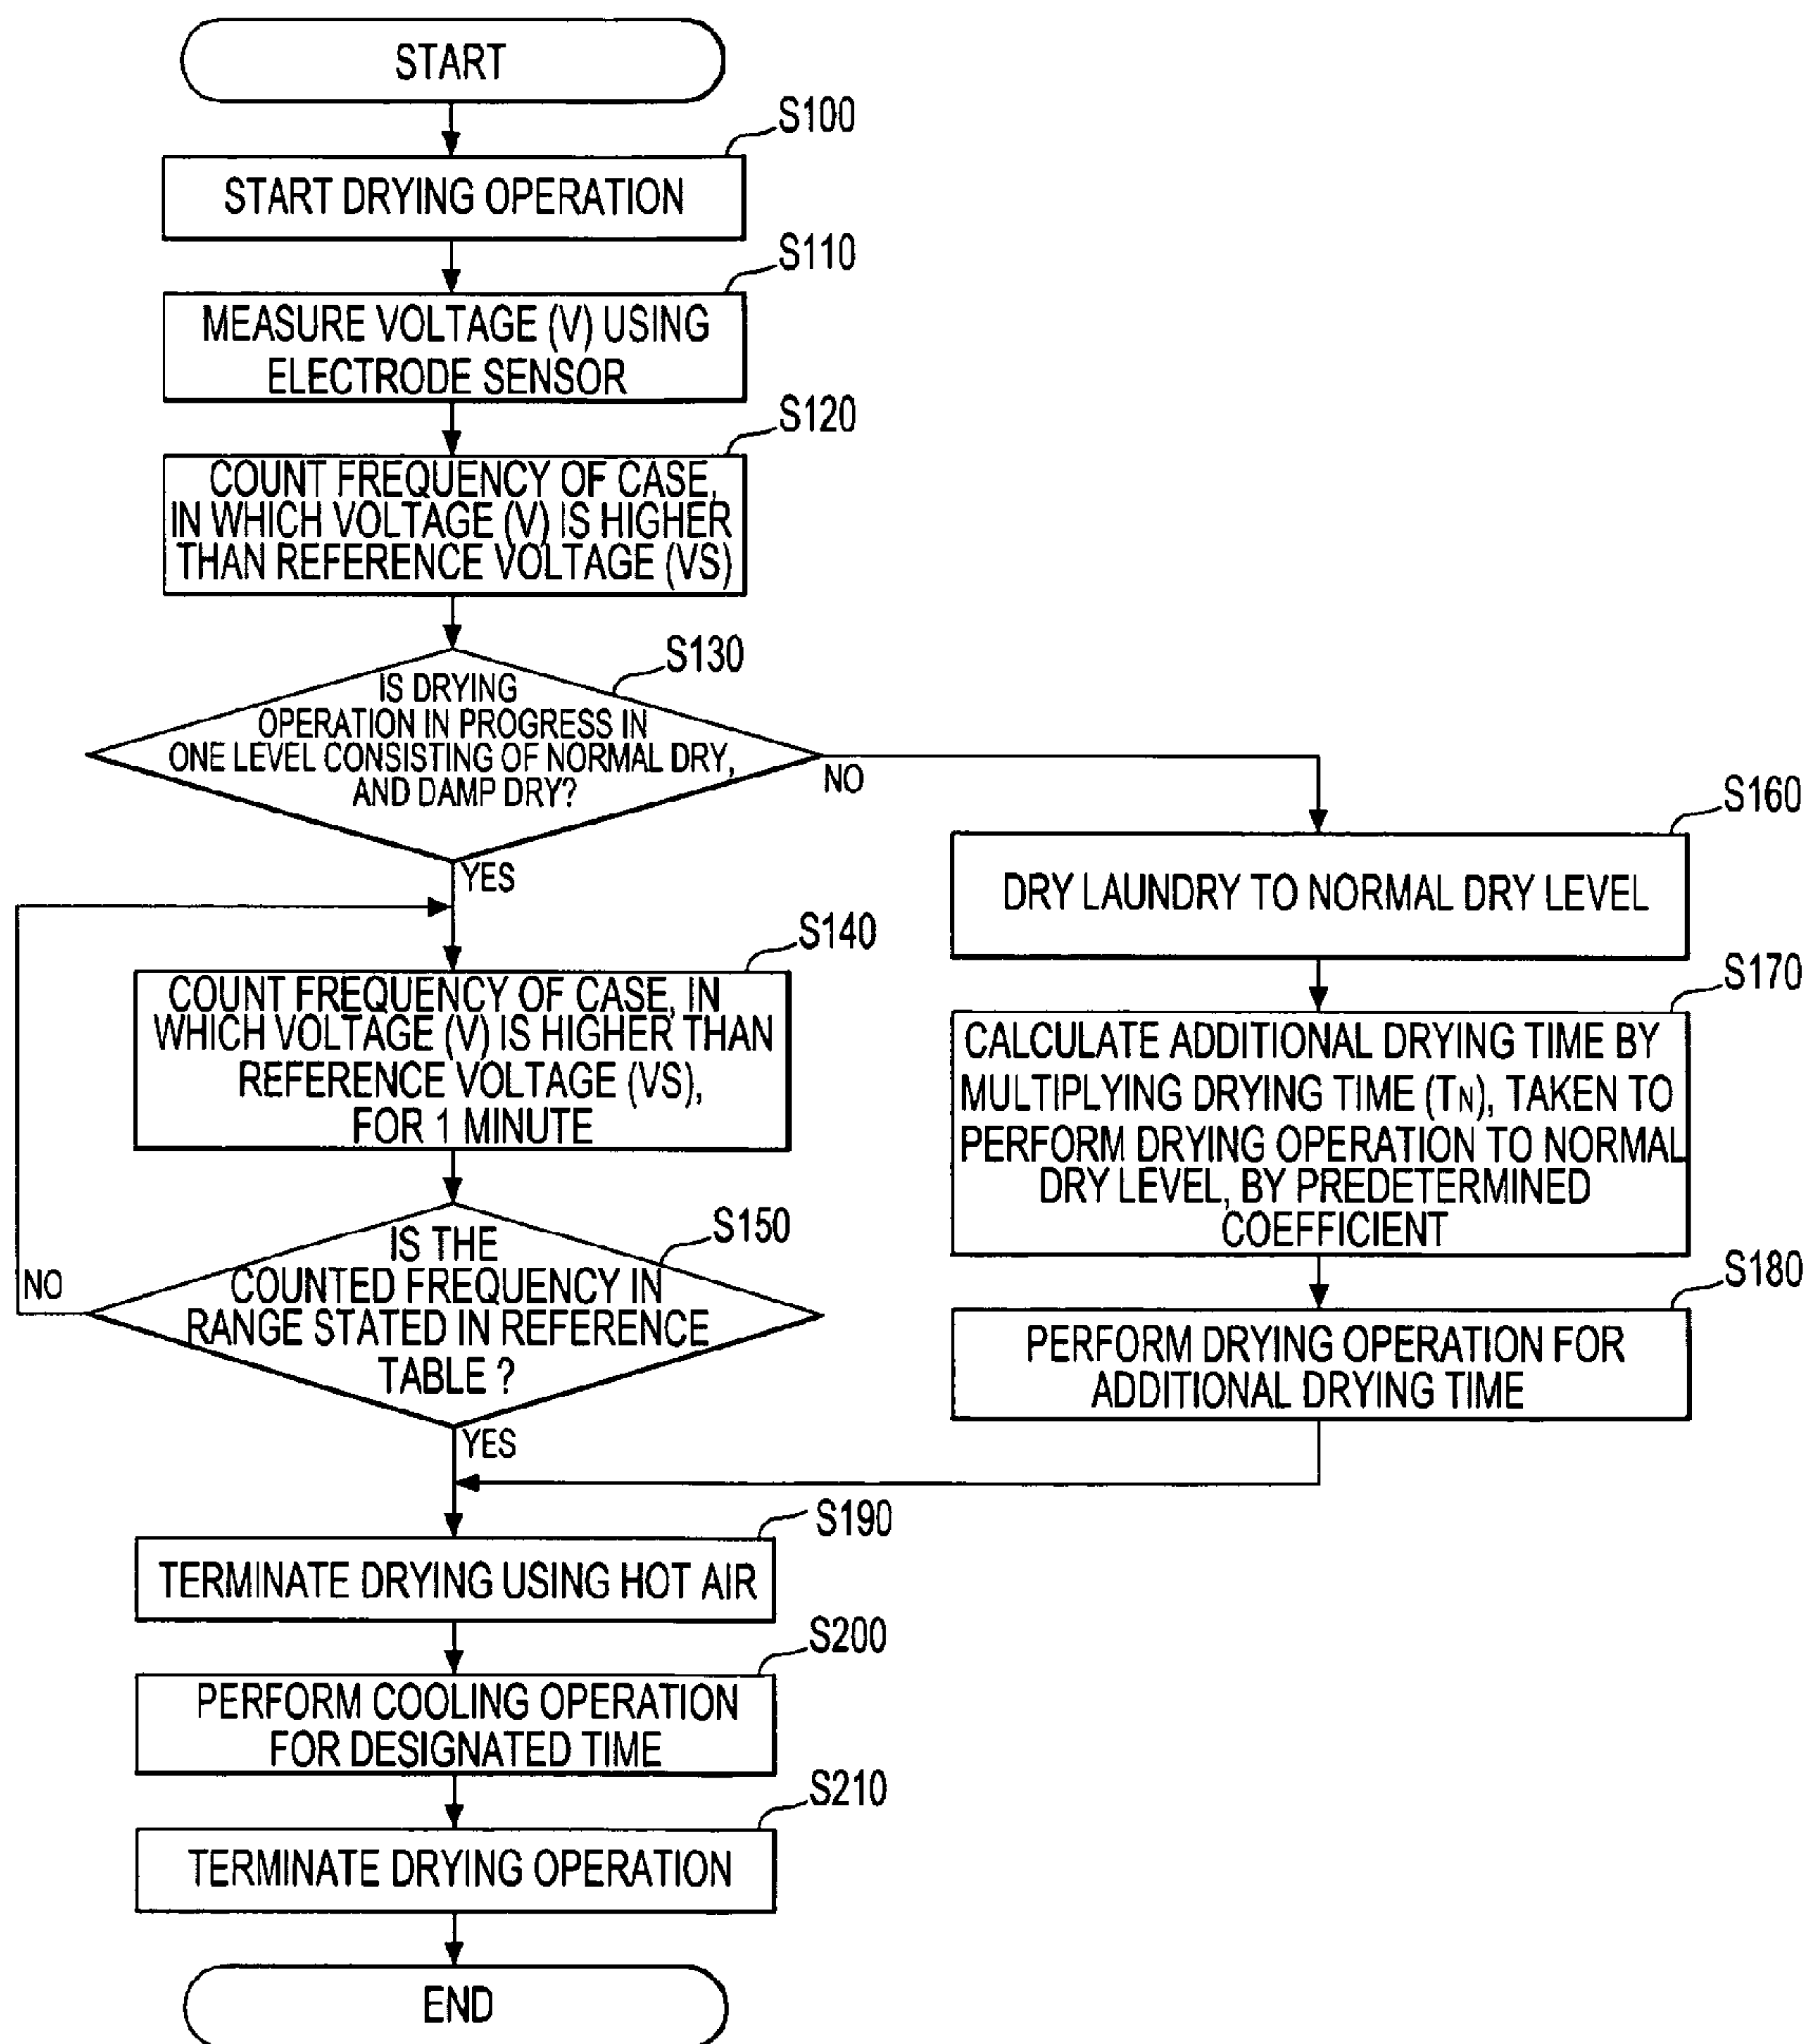 START
S100
START DRYING OPERATION
S110
MEASURE VOLTAGE (V) USING
ELECTRODE SENSOR
S120
COUNT FREQUENCY OF CASE,
IN WHICH VOLTAGE (V) IS HIGHER
THAN REFERENCE VOLTAGE (VS)
S130
IS DRYING
OPERATION IN PROGRESS IN
ONE LEVEL CONSISTING OF NORMAL DRY,
AND DAMP DRY?
NO
YES
S140
COUNT FREQUENCY OF CASE, IN
WHICH VOLTAGE (V) IS HIGHER THAN
REFERENCE VOLTAGE (VS),
FOR 1 MINUTE
S150
IS THE
COUNTED FREQUENCY IN
RANGE STATED IN REFERENCE
TABLE ?
NO
YES
S160
DRY LAUNDRY TO NORMAL DRY LEVEL
S170
CALCULATE ADDITIONAL DRYING TIME BY
MULTIPLYING DRYING TIME (TN), TAKEN TO
PERFORM DRYING OPERATION TO NORMAL
DRY LEVEL, BY PREDETERMINED
COEFFICIENT
S180
PERFORM DRYING OPERATION FOR
ADDITIONAL DRYING TIME
S190
TERMINATE DRYING USING HOT AIR
S200
PERFORM COOLING OPERATION
FOR DESIGNATED TIME
S210
TERMINATE DRYING OPERATION
END